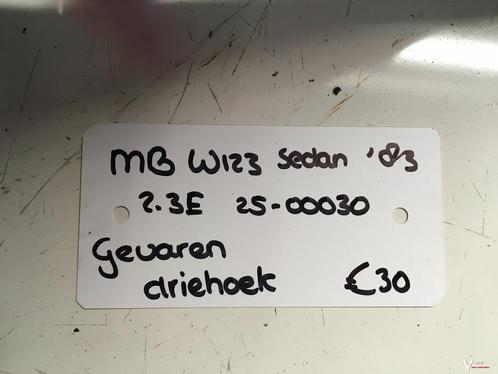 MB W123 Sedan '83
2.3E 25-00030
Gevaren
driehoek €30